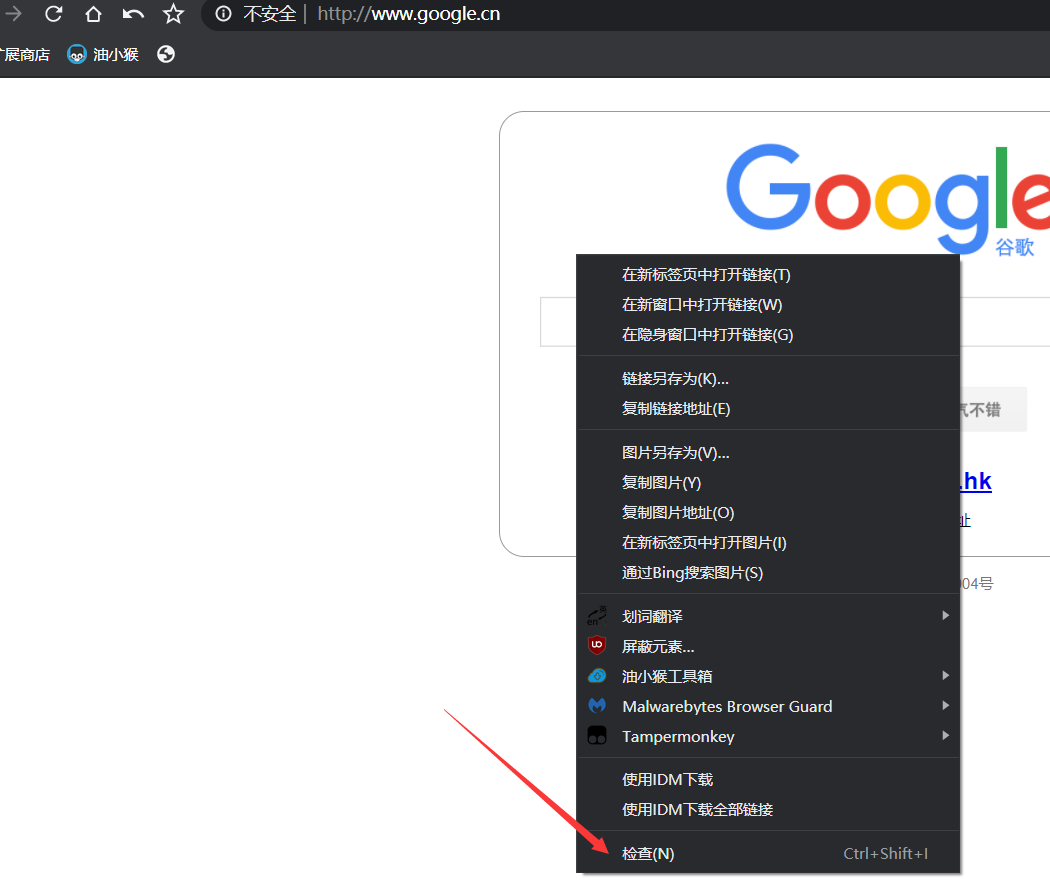 不安全 | http://www.google.cn
展商店 油小猴
Google
谷歌
在新标签页中打开链接(T)
在新窗口中打开链接(W)
在隐身窗口中打开链接(G)
链接另存为(K)...
复制链接地址(E)
气不错
图片另存为(V)...
复制图片(Y)
.hk
复制图片地址(O)
址
在新标签页中打开图片(I)
通过Bing搜索图片(S)
04号
划词翻译
屏蔽元素...
油小猴工具箱
Malwarebytes Browser Guard
Tampermonkey
使用IDM下载
使用IDM下载全部链接
检查(N) Ctrl+Shift+I